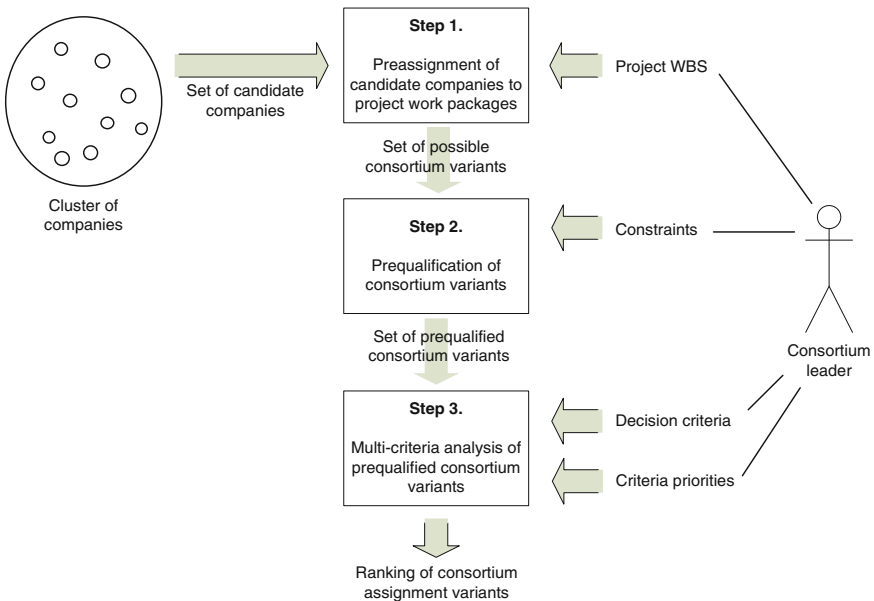 Step 1.
Preassignment of
candidate companies to
project work packages
Set of candidate
companies
Project WBS
Cluster of
companies
Set of possible
consortium variants
Step 2.
Prequalification of
consortium variants
Constraints
Set of prequalified
consortium variants
Consortium
leader
Step 3.
Multi-criteria analysis of
prequalified consortium
variants
Decision criteria
Criteria priorities
Ranking of consortium
assignment variants